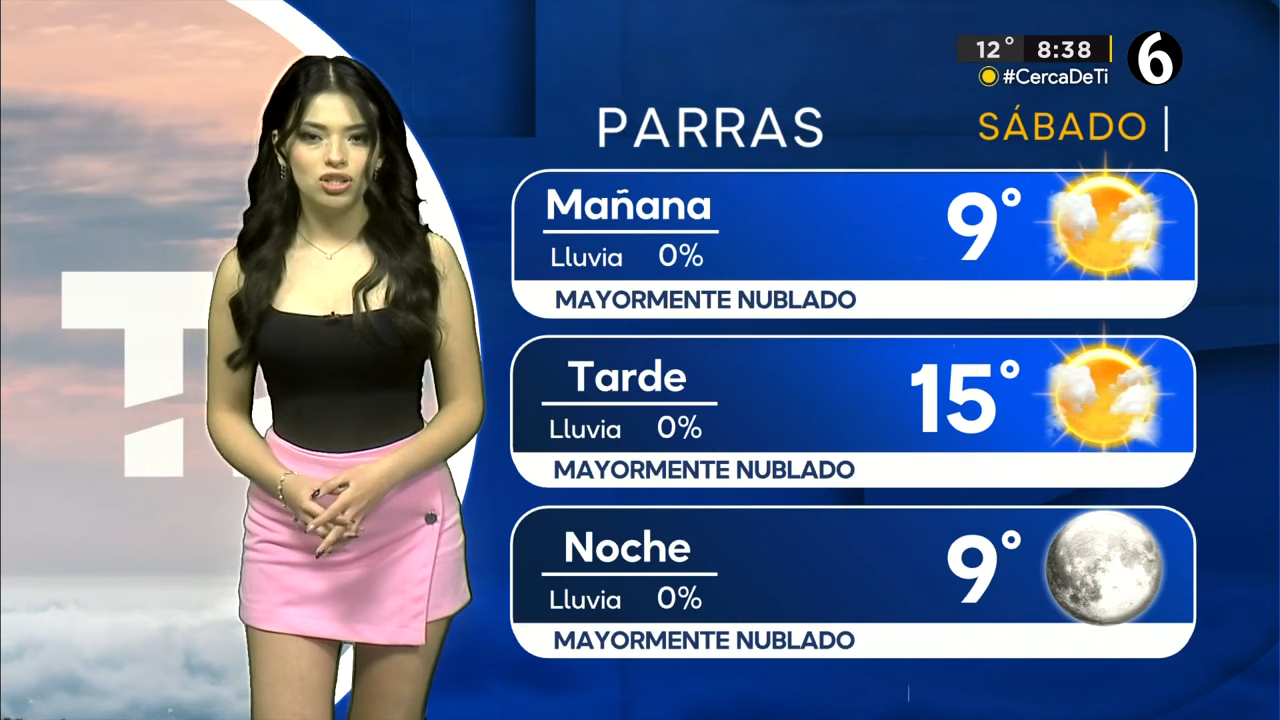 12° 8:38 6
#CercaDeTi
PARRAS
SÁBADO
Mañana
Lluvia 0%
9°
MAYORMENTE NUBLADO
Tarde
Lluvia 0%
15°
MAYORMENTE NUBLADO
Noche
Lluvia 0%
9°
MAYORMENTE NUBLADO